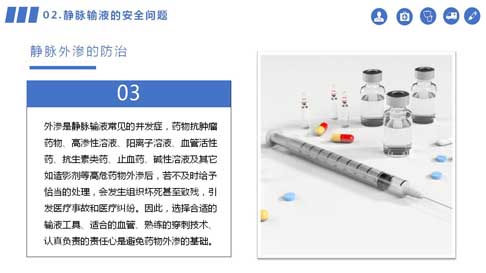 02.静脉输液的安全问题
静脉外渗的防治
03
外渗是静脉输液常见的并发症，药物抗肿瘤
药物、高渗性溶液、阳离子溶液、血管活性
药、抗生素类药、止血药、碱性溶液及其它
如造影剂等高危药物外渗后，若不及时给予
恰当的处理，会发生组织坏死甚至致残，引
发医疗事故和医疗纠纷。因此，选择合适的
输液工具、适合的血管、熟练的穿刺技术、
认真负责的责任心是避免药物外渗的基础。